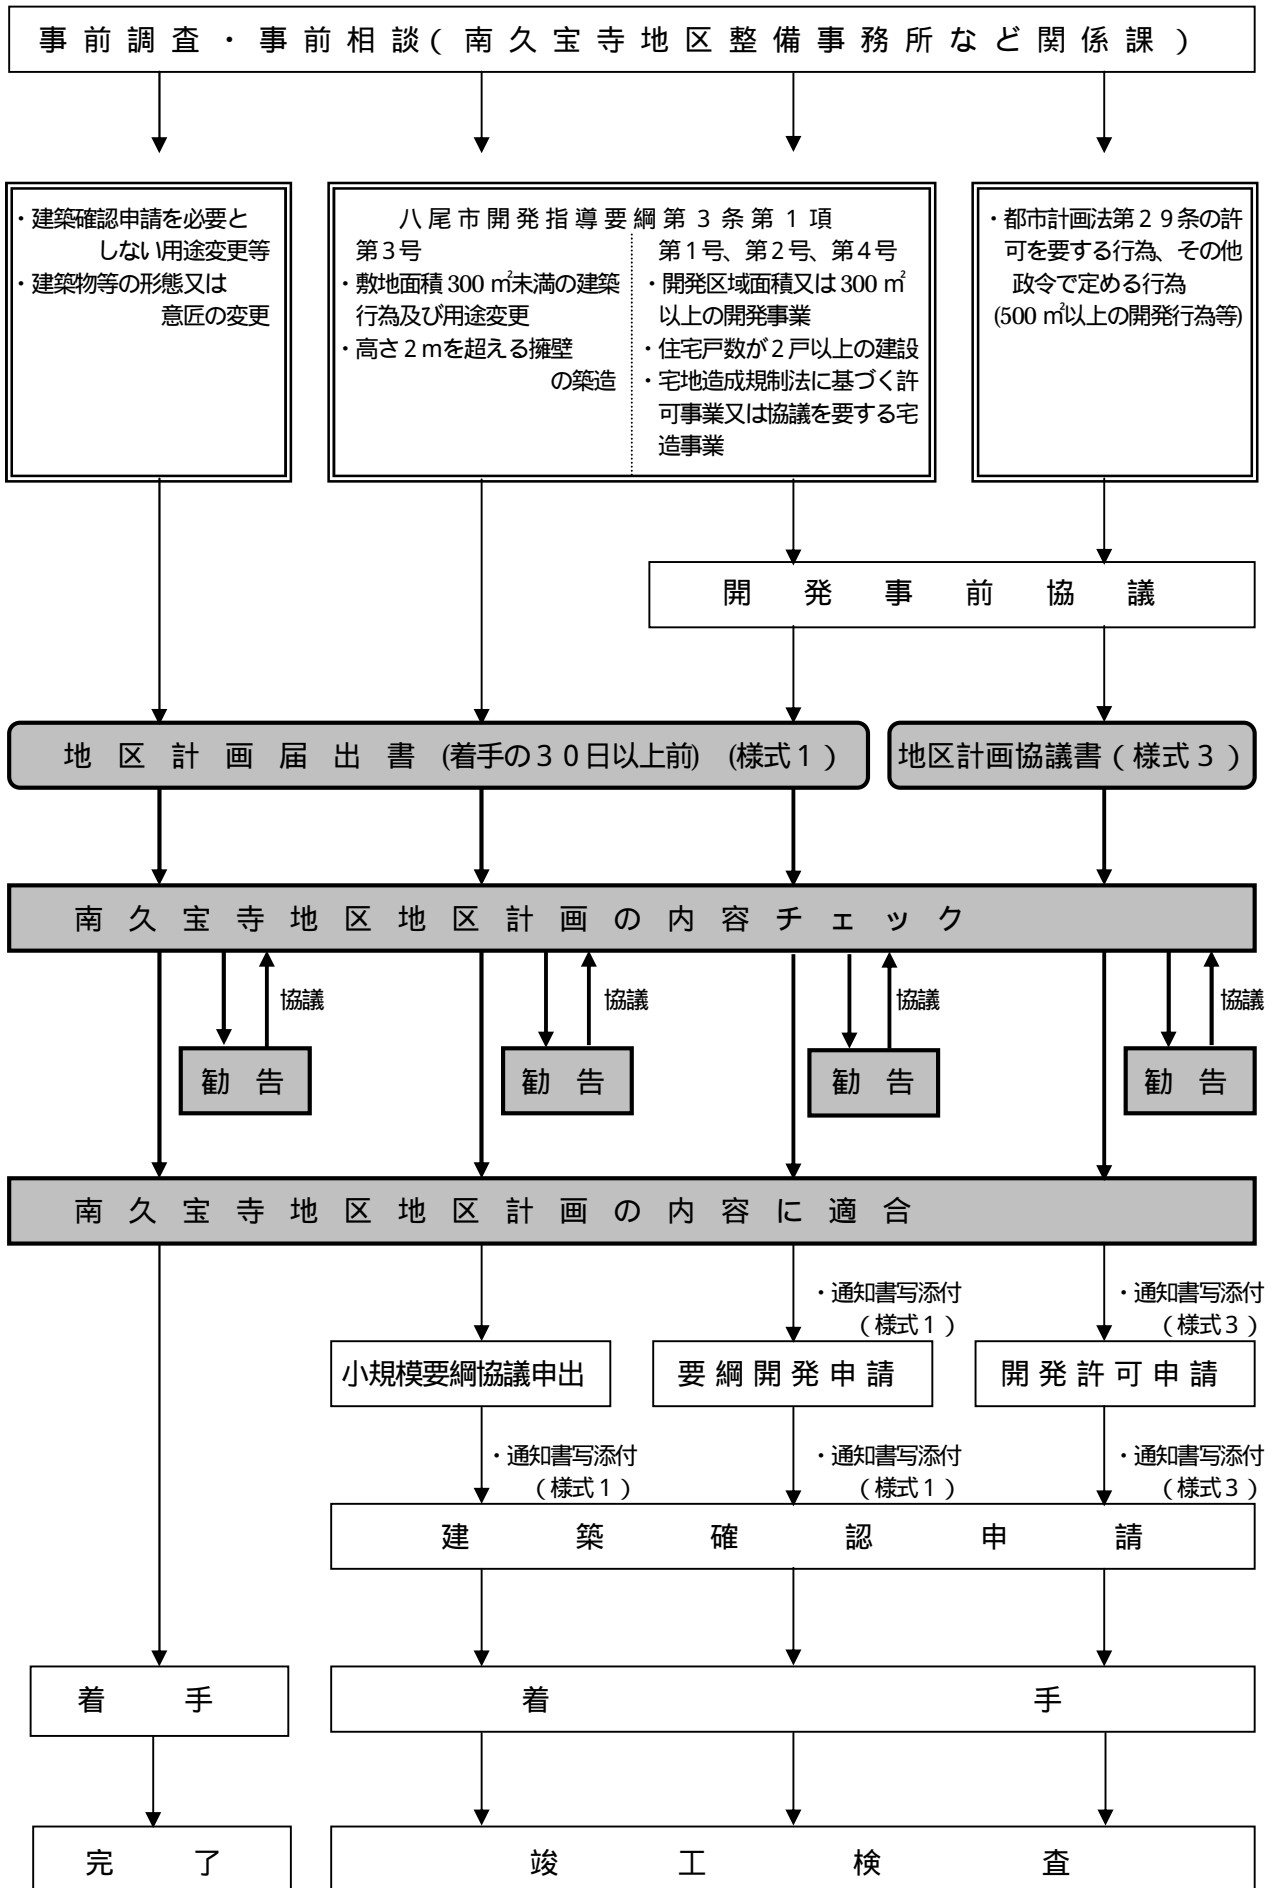 事前調査・事前相談(南久宝寺地区整備事務所など関係課)
・建築確認申請を必要と
しない用途変更等
・建築物等の形態又は
意匠の変更
八尾市開発指導要綱第3条第1項
第3号
・敷地面積300㎡未満の建築
行為及び用途変更
・高さ2mを超える擁壁
の築造
第1号、第2号、第4号
・開発区域面積又は300㎡
以上の開発事業
・住宅戸数が2戸以上の建設
・宅地造成規制法に基づく許
可事業又は協議を要する宅
造事業
・都市計画法第29条の許
可を要する行為、その他
政令で定める行為
(500㎡以上の開発行為等)
開発事前協議
地区計画届出書(着手の30日以上前) (様式1)
地区計画協議書(様式3)
南久宝寺地区地区計画の内容チェック
協議
協議
協議
協議
勧告
勧告
勧告
勧告
南久宝寺地区地区計画の内容に適合
・通知書写添付
(様式1)
・通知書写添付
(様式3)
小規模要綱協議申出
要綱開発申請
開発許可申請
・通知書写添付
(様式1)
・通知書写添付
(様式1)
・通知書写添付
(様式3)
建築確認申請
着手
着手
完了
竣工検査